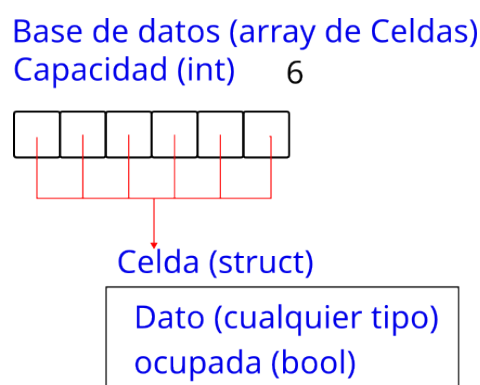 Base de datos (array de Celdas)
Capacidad (int) 6
Celda (struct)
Dato (cualquier tipo)
ocupada (bool)